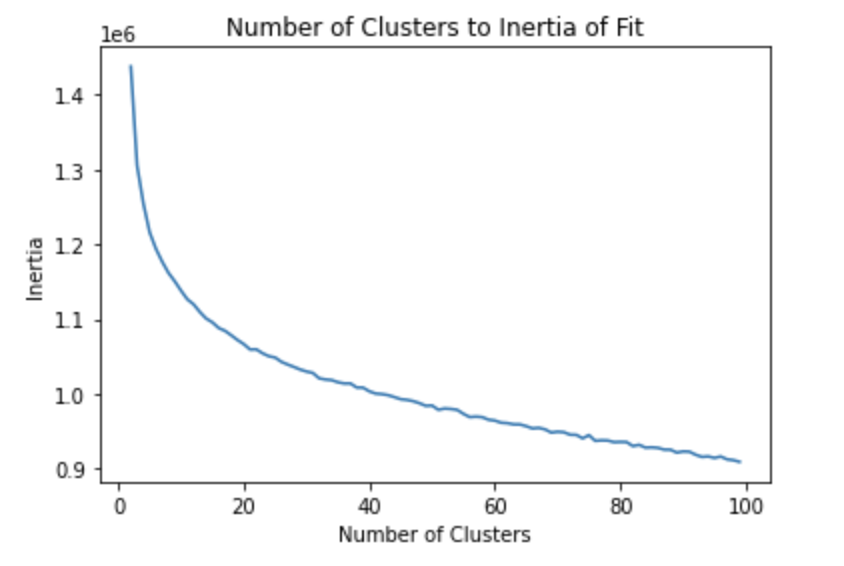 Number of Clusters to Inertia of Fit
1e6
1.4
1.3
1.2
1.1
1.0
0.9
Inertia
0 20 40 60 80 100
Number of Clusters